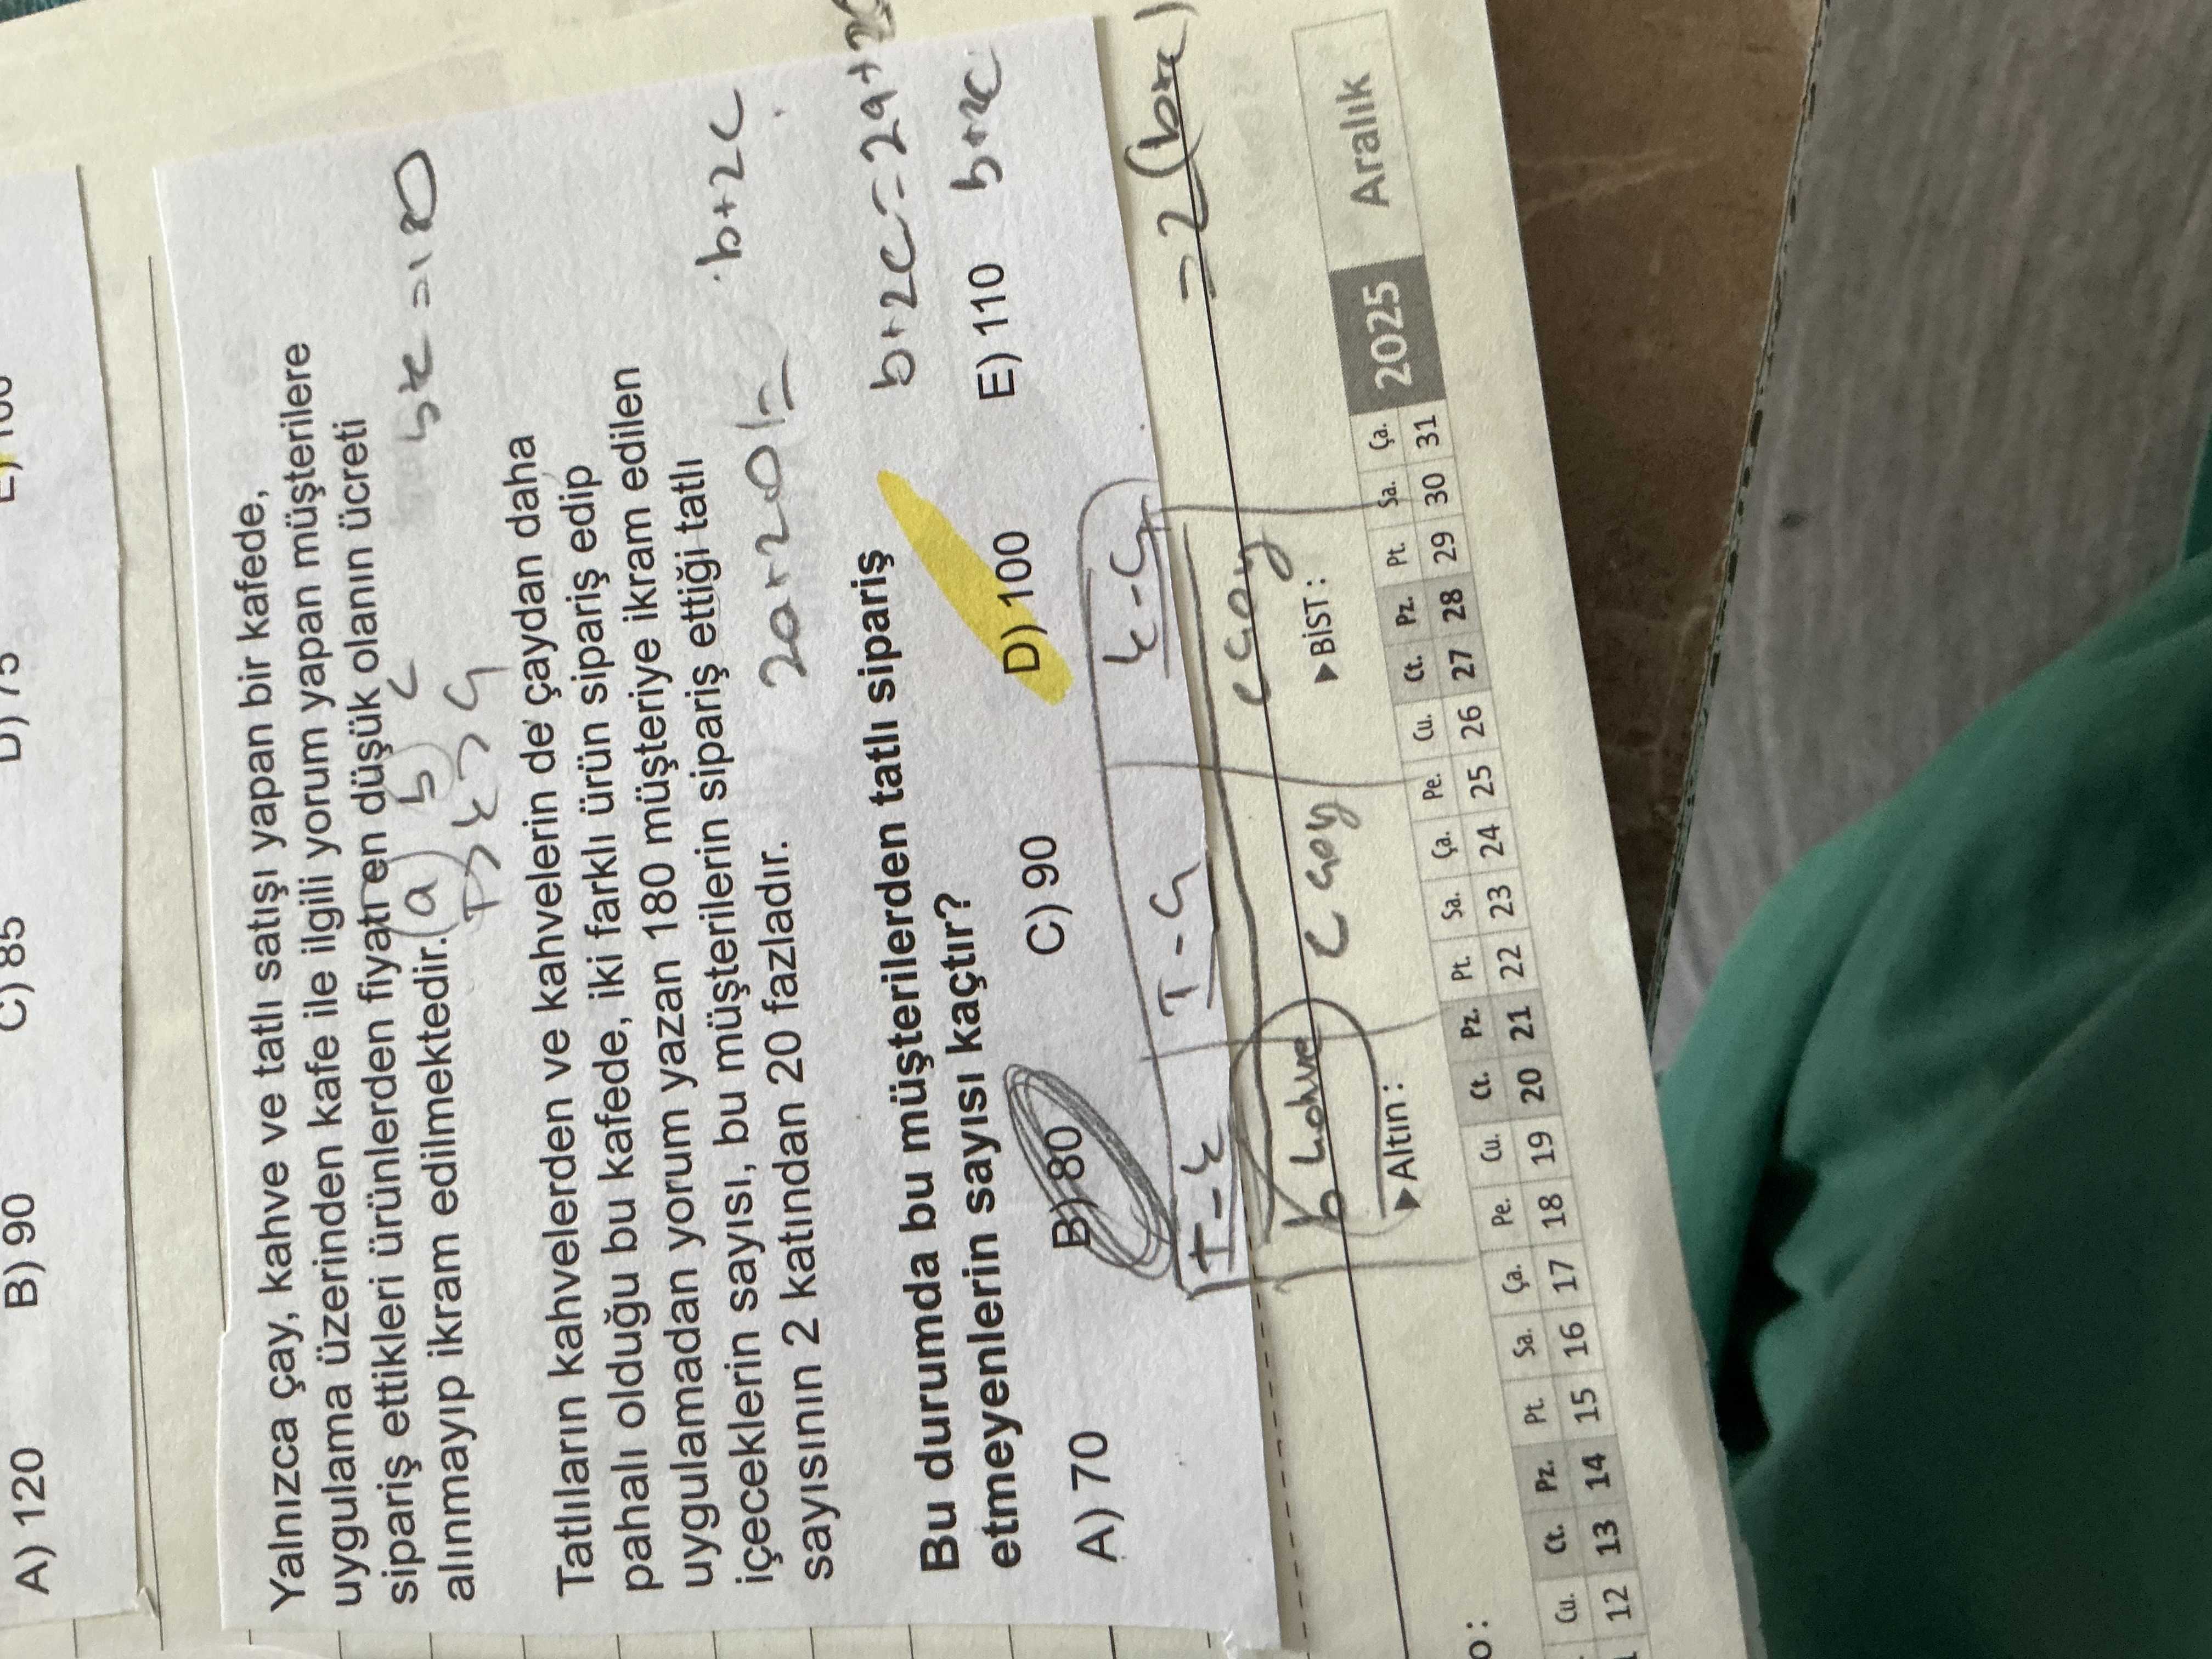 A) 120 B) 90 C) 85 D) 75
Yalnızca çay, kahve ve tatlı satışı yapan bir kafede,
uygulama üzerinden kafe ile ilgili yorum yapan müşterilere
sipariş ettikleri ürünlerden fiyatı en düşük olanın ücreti
alınmayıp ikram edilmektedir.
a b c
T > K > Ç
Tatlıların kahvelerden ve kahvelerin de çaydan daha
pahalı olduğu bu kafede, iki farklı ürün sipariş edip
uygulamadan yorum yazan 180 müşteriye ikram edilen
içeceklerin sayısı, bu müşterilerin sipariş ettiği tatlı
sayısının 2 katından 20 fazladır.
b+2c
Bu durumda bu müşterilerden tatlı sipariş
etmeyenlerin sayısı kaçtır?
A) 70 B) 80 C) 90 D) 100 E) 110
T-K T-Ç K-Ç
b kahve c çay c çay
▸Altın: ▸BİST:
Cu. Ct. Pz. Pt. Sa. Ça. Pe. Cu. Ct. Pz. Pt. Sa. Ça. Pe. Cu. Ct. Pz. Pt. Sa. Ça.
12 13 14 15 16 17 18 19 20 21 22 23 24 25 26 27 28 29 30 31
2025 Aralık